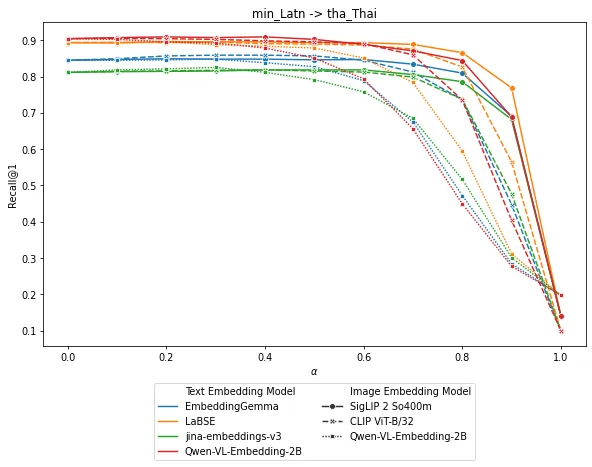 min_Latn -> tha_Thai
Recall@1
0.9
0.8
0.7
0.6
0.5
0.4
0.3
0.2
0.1
0.0 0.2 0.4 0.6 0.8 1.0
α
Text Embedding Model Image Embedding Model
EmbeddingGemma SigLIP 2 So400m
LaBSE CLIP ViT-B/32
jina-embeddings-v3 Qwen-VL-Embedding-2B
Qwen-VL-Embedding-2B